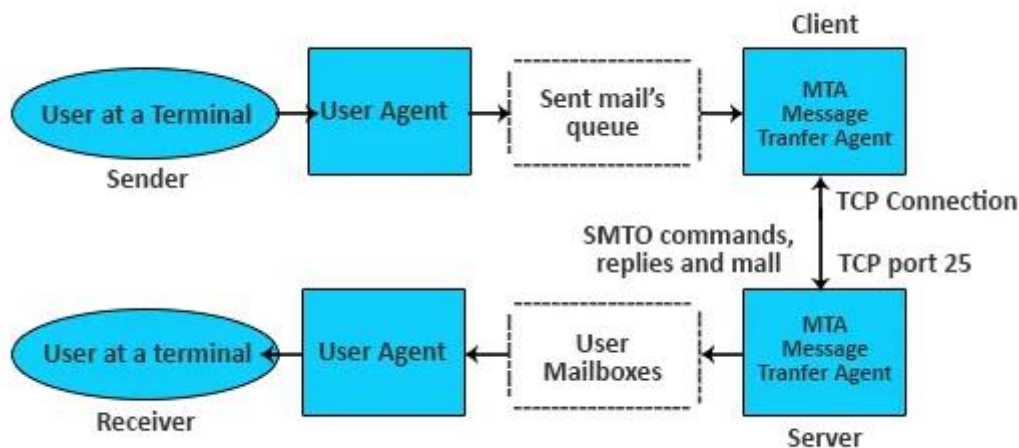 Client
User at a Terminal
User Agent
Sent mail's
queue
MTA
Message
Tranfer Agent
Sender
TCP Connection
SMTO commands,
replies and mall
TCP port 25
User at a terminal
User Agent
User
Mailboxes
MTA
Message
Tranfer Agent
Receiver
Server